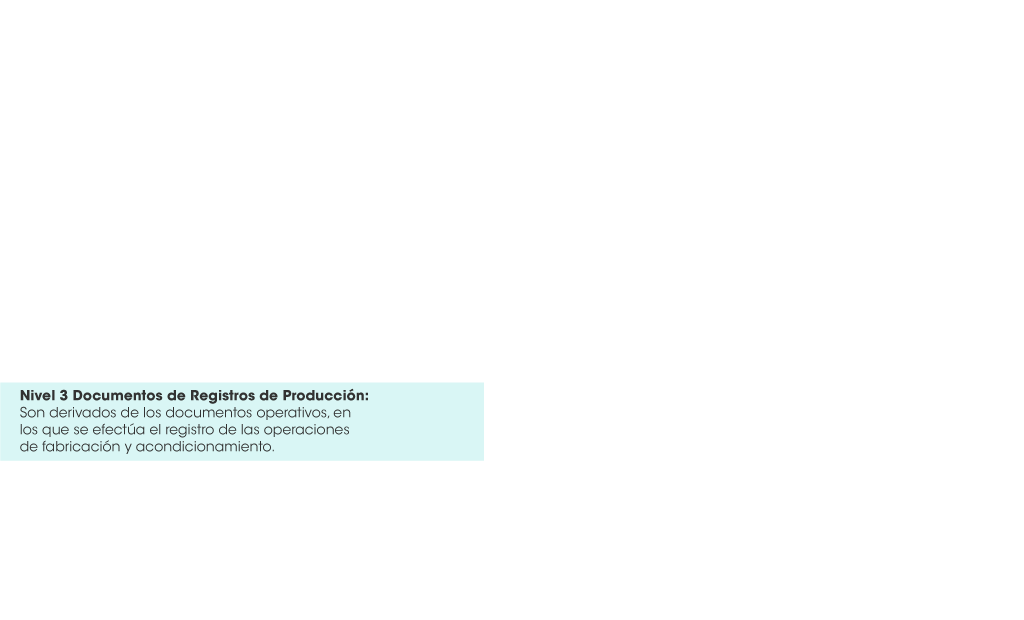 Nivel 3 Documentos de Registros de Producción:
Son derivados de los documentos operativos, en
los que se efectúa el registro de las operaciones
de fabricación y acondicionamiento.